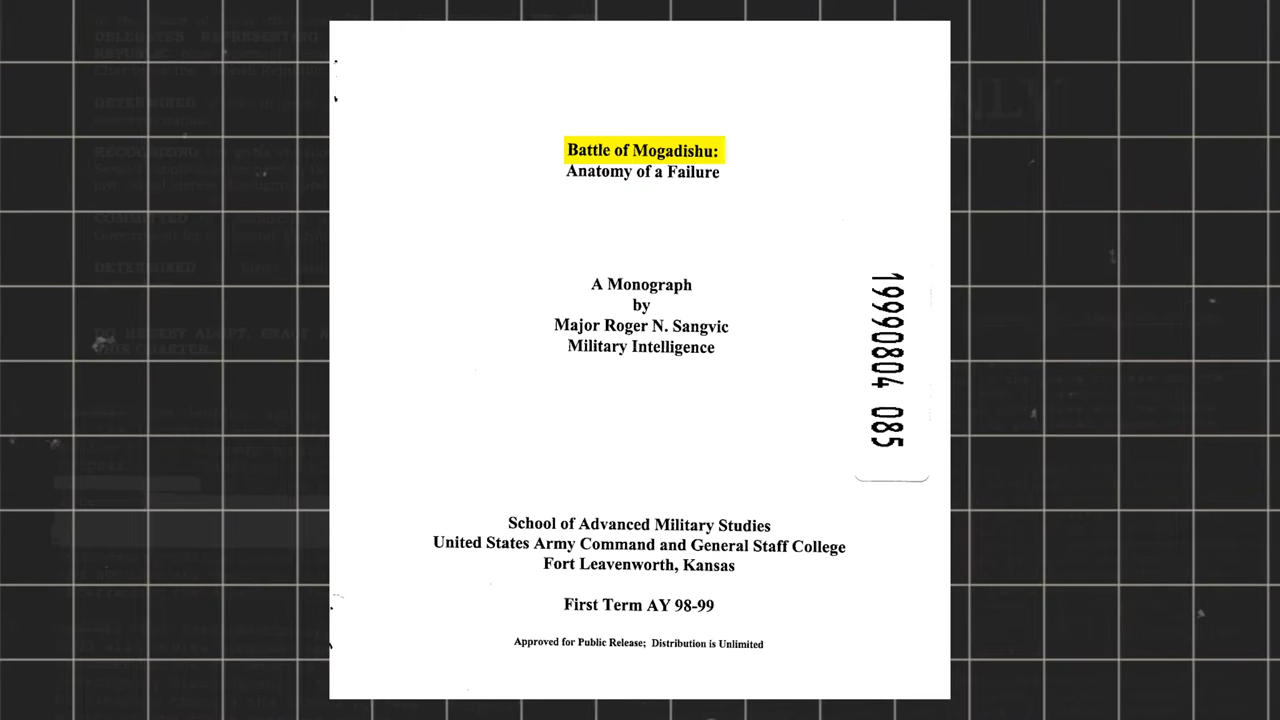 Battle of Mogadishu:
Anatomy of a Failure
A Monograph
by
Major Roger N. Sangvic
Military Intelligence
19990804 085
School of Advanced Military Studies
United States Army Command and General Staff College
Fort Leavenworth, Kansas
First Term AY 98-99
Approved for Public Release; Distribution is Unlimited